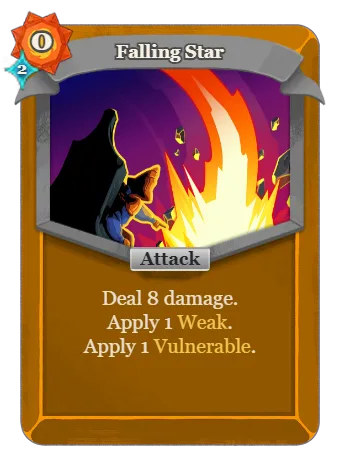 0
2
Falling Star
Attack
Deal 8 damage.
Apply 1 Weak.
Apply 1 Vulnerable.